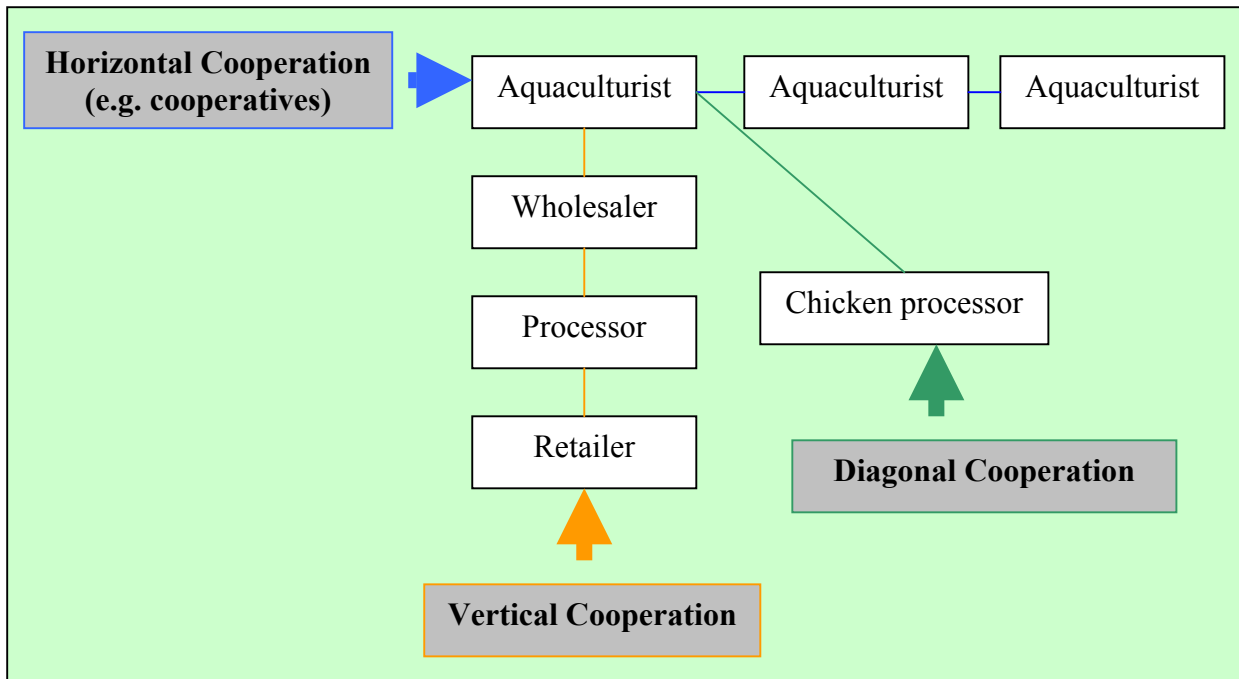 Horizontal Cooperation
(e.g. cooperatives)
Aquaculturist
Aquaculturist
Aquaculturist
Wholesaler
Processor
Chicken processor
Retailer
Diagonal Cooperation
Vertical Cooperation